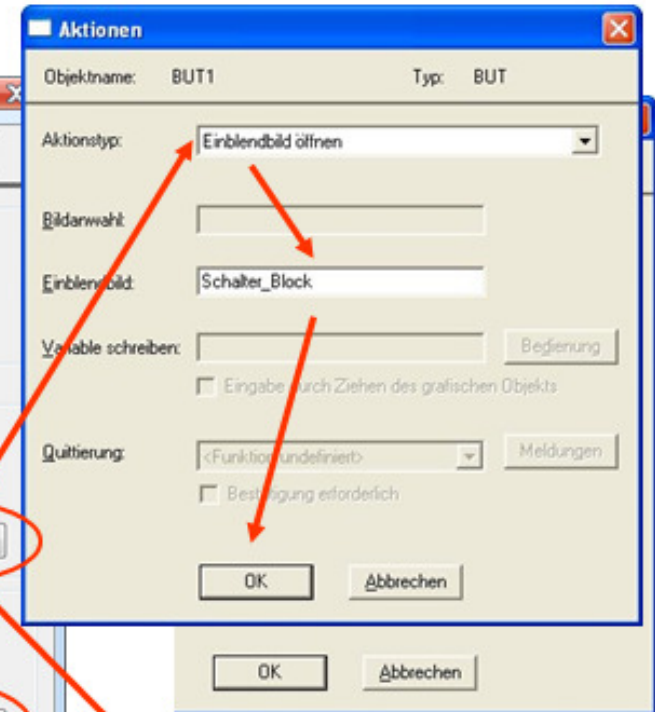 Aktionen
Objektname: BUT1 Typ: BUT
Aktionstyp: Einblendbild öffnen
Bildanwahl:
Einblendbild: Schalter_Block
Variable schreiben: Bedienung
Eingabe durch Ziehen des grafischen Objekts
Quittierung: <Funktion undefiniert> Meldungen
Bestätigung erforderlich
OK Abbrechen
OK Abbrechen